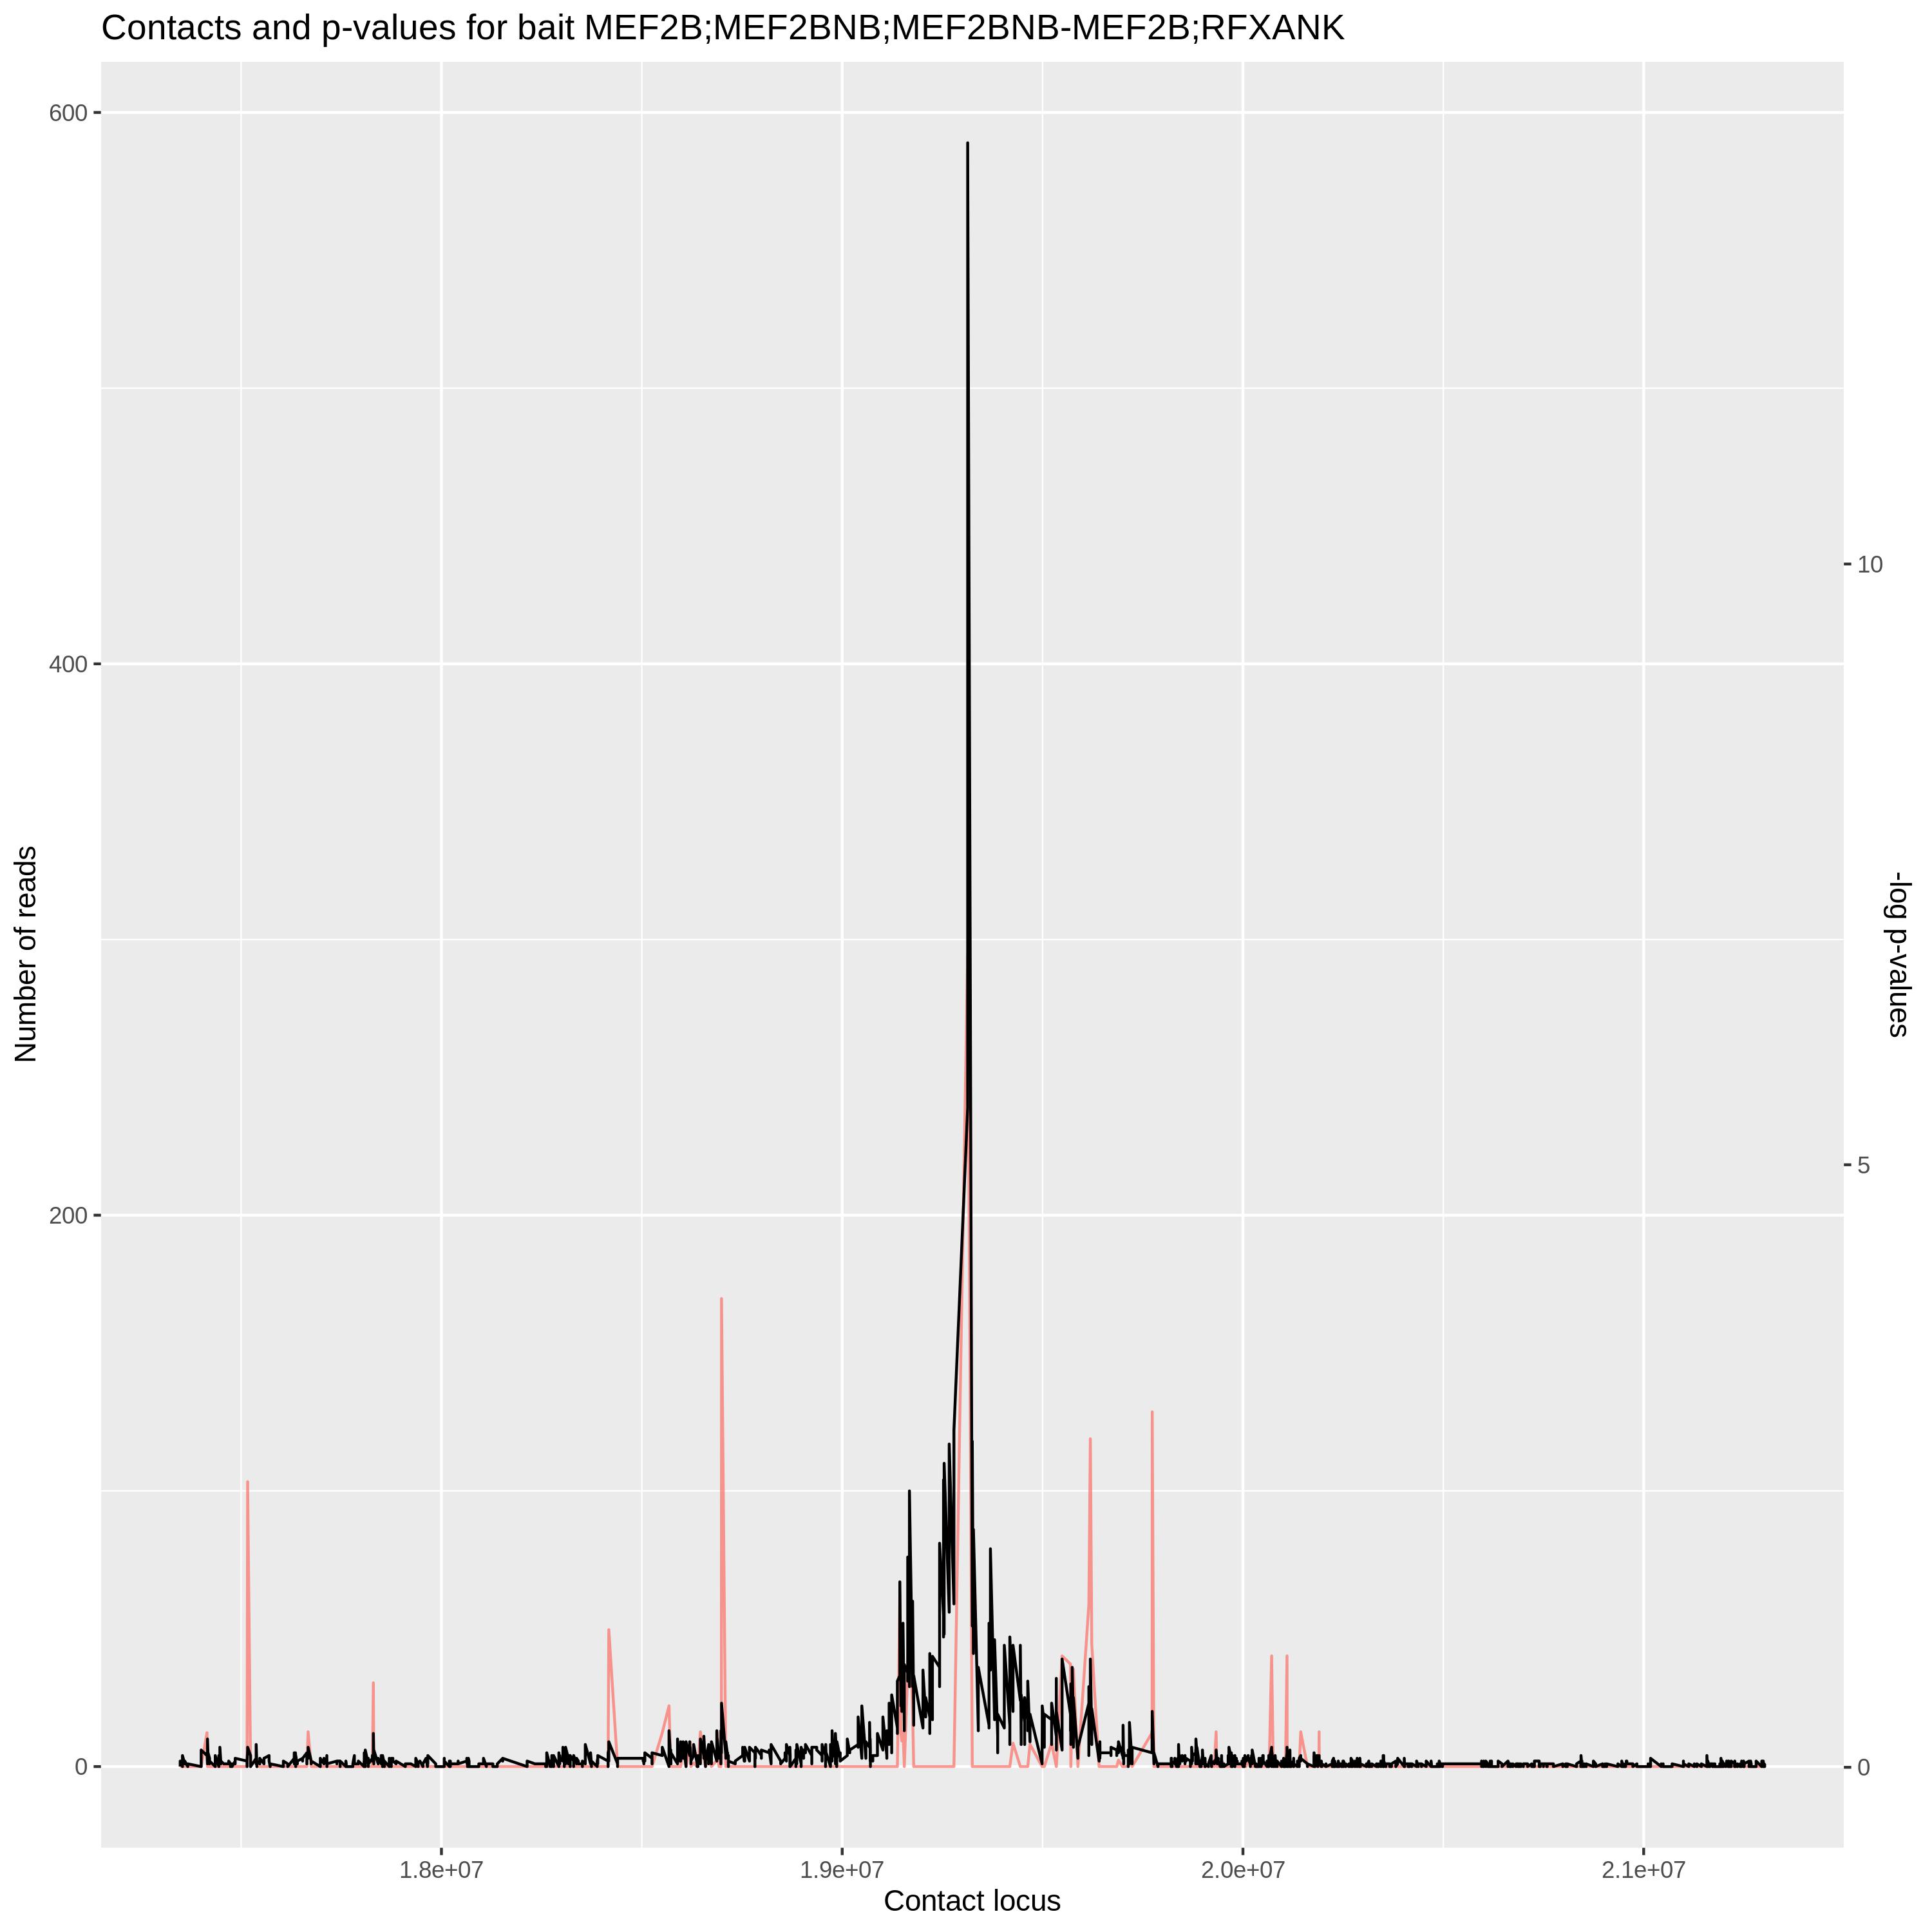 Contacts and p-values for bait MEF2B;MEF2BNB;MEF2BNB-MEF2B;RFXANK
600
400
200
0
Number of reads
10
5
0
-log p-values
1.8e+07
1.9e+07
2.0e+07
2.1e+07
Contact locus